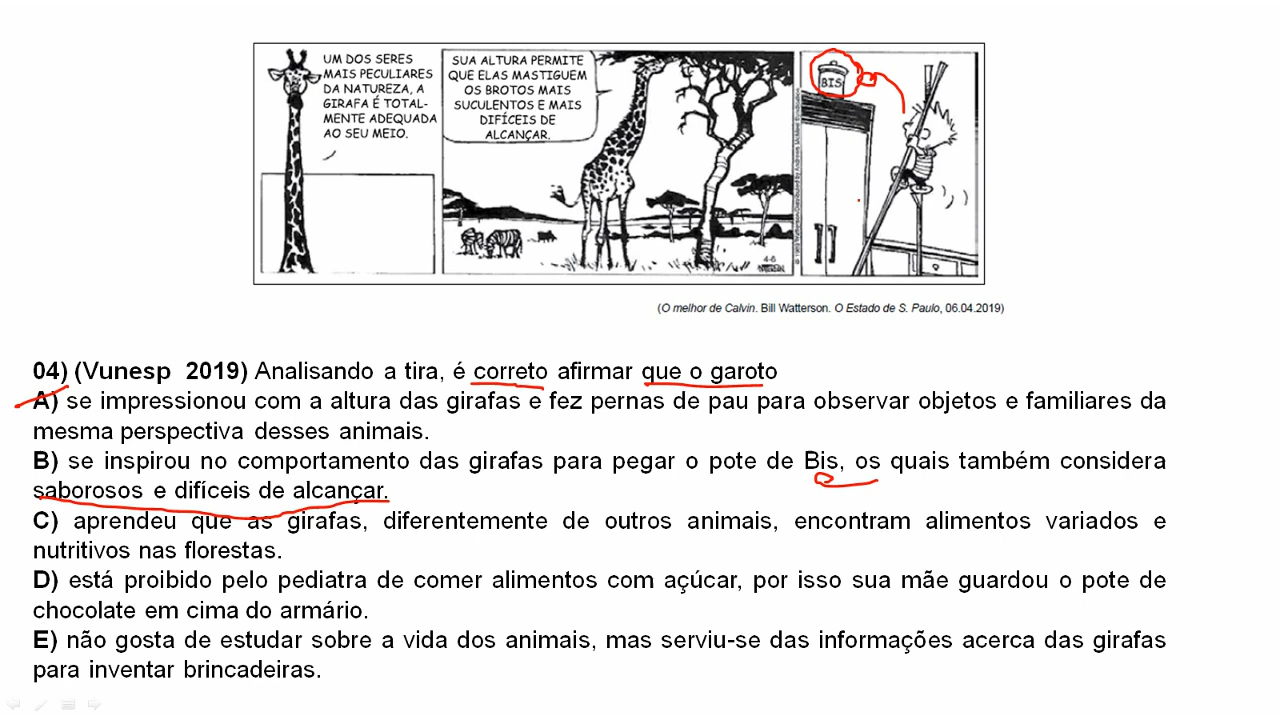 UM DOS SERES
MAIS PECULIARES
DA NATUREZA, A
GIRAFA É TOTAL-
MENTE ADEQUADA
AO SEU MEIO.
SUA ALTURA PERMITE
QUE ELAS MASTIGUEM
OS BROTOS MAIS
SUCULENTOS E MAIS
DIFÍCEIS DE
ALCANÇAR.
BIS
4-6
(O melhor de Calvin. Bill Watterson. O Estado de S. Paulo, 06.04.2019)
04) (Vunesp 2019) Analisando a tira, é correto afirmar que o garoto
A) se impressionou com a altura das girafas e fez pernas de pau para observar objetos e familiares da
mesma perspectiva desses animais.
B) se inspirou no comportamento das girafas para pegar o pote de Bis, os quais também considera
saborosos e difíceis de alcançar.
C) aprendeu que as girafas, diferentemente de outros animais, encontram alimentos variados e
nutritivos nas florestas.
D) está proibido pelo pediatra de comer alimentos com açúcar, por isso sua mãe guardou o pote de
chocolate em cima do armário.
E) não gosta de estudar sobre a vida dos animais, mas serviu-se das informações acerca das girafas
para inventar brincadeiras.